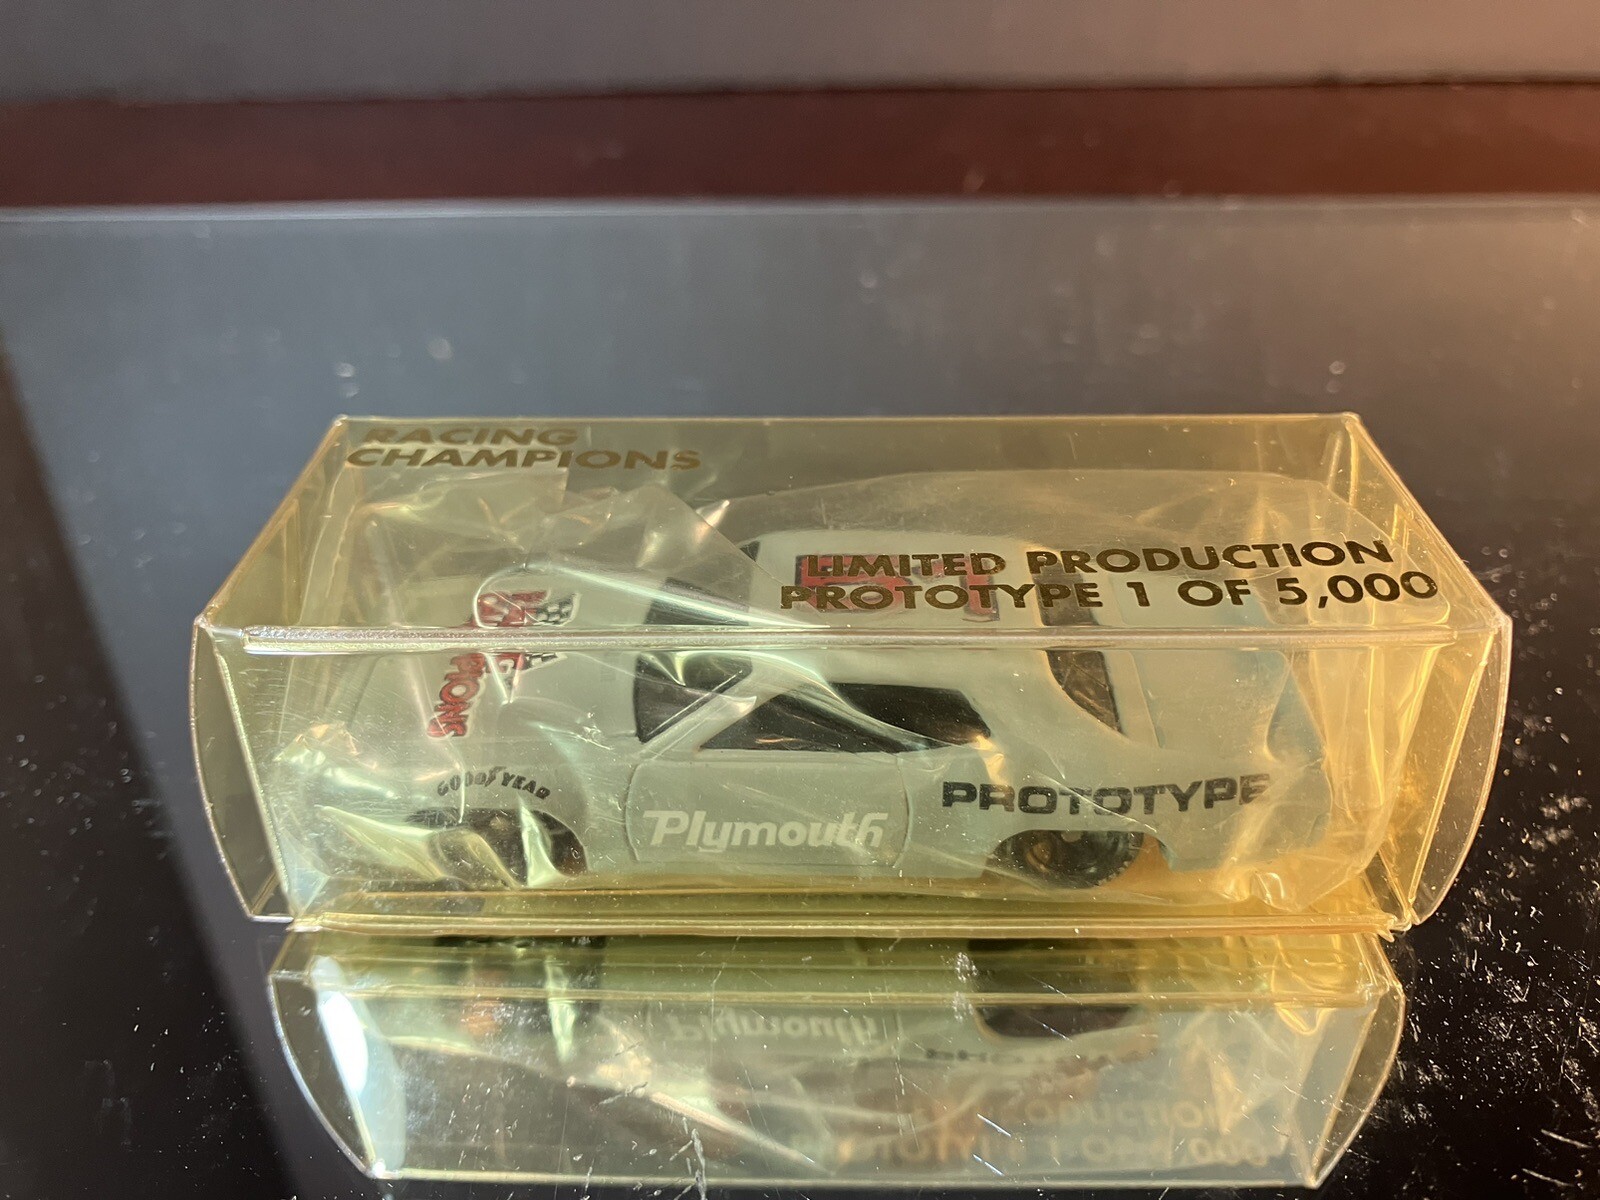 RACING
CHAMPIONS
LIMITED PRODUCTION
PROTOTYPE 1 OF 5,000
GOODYEAR
Plymouth
PROTOTYPE